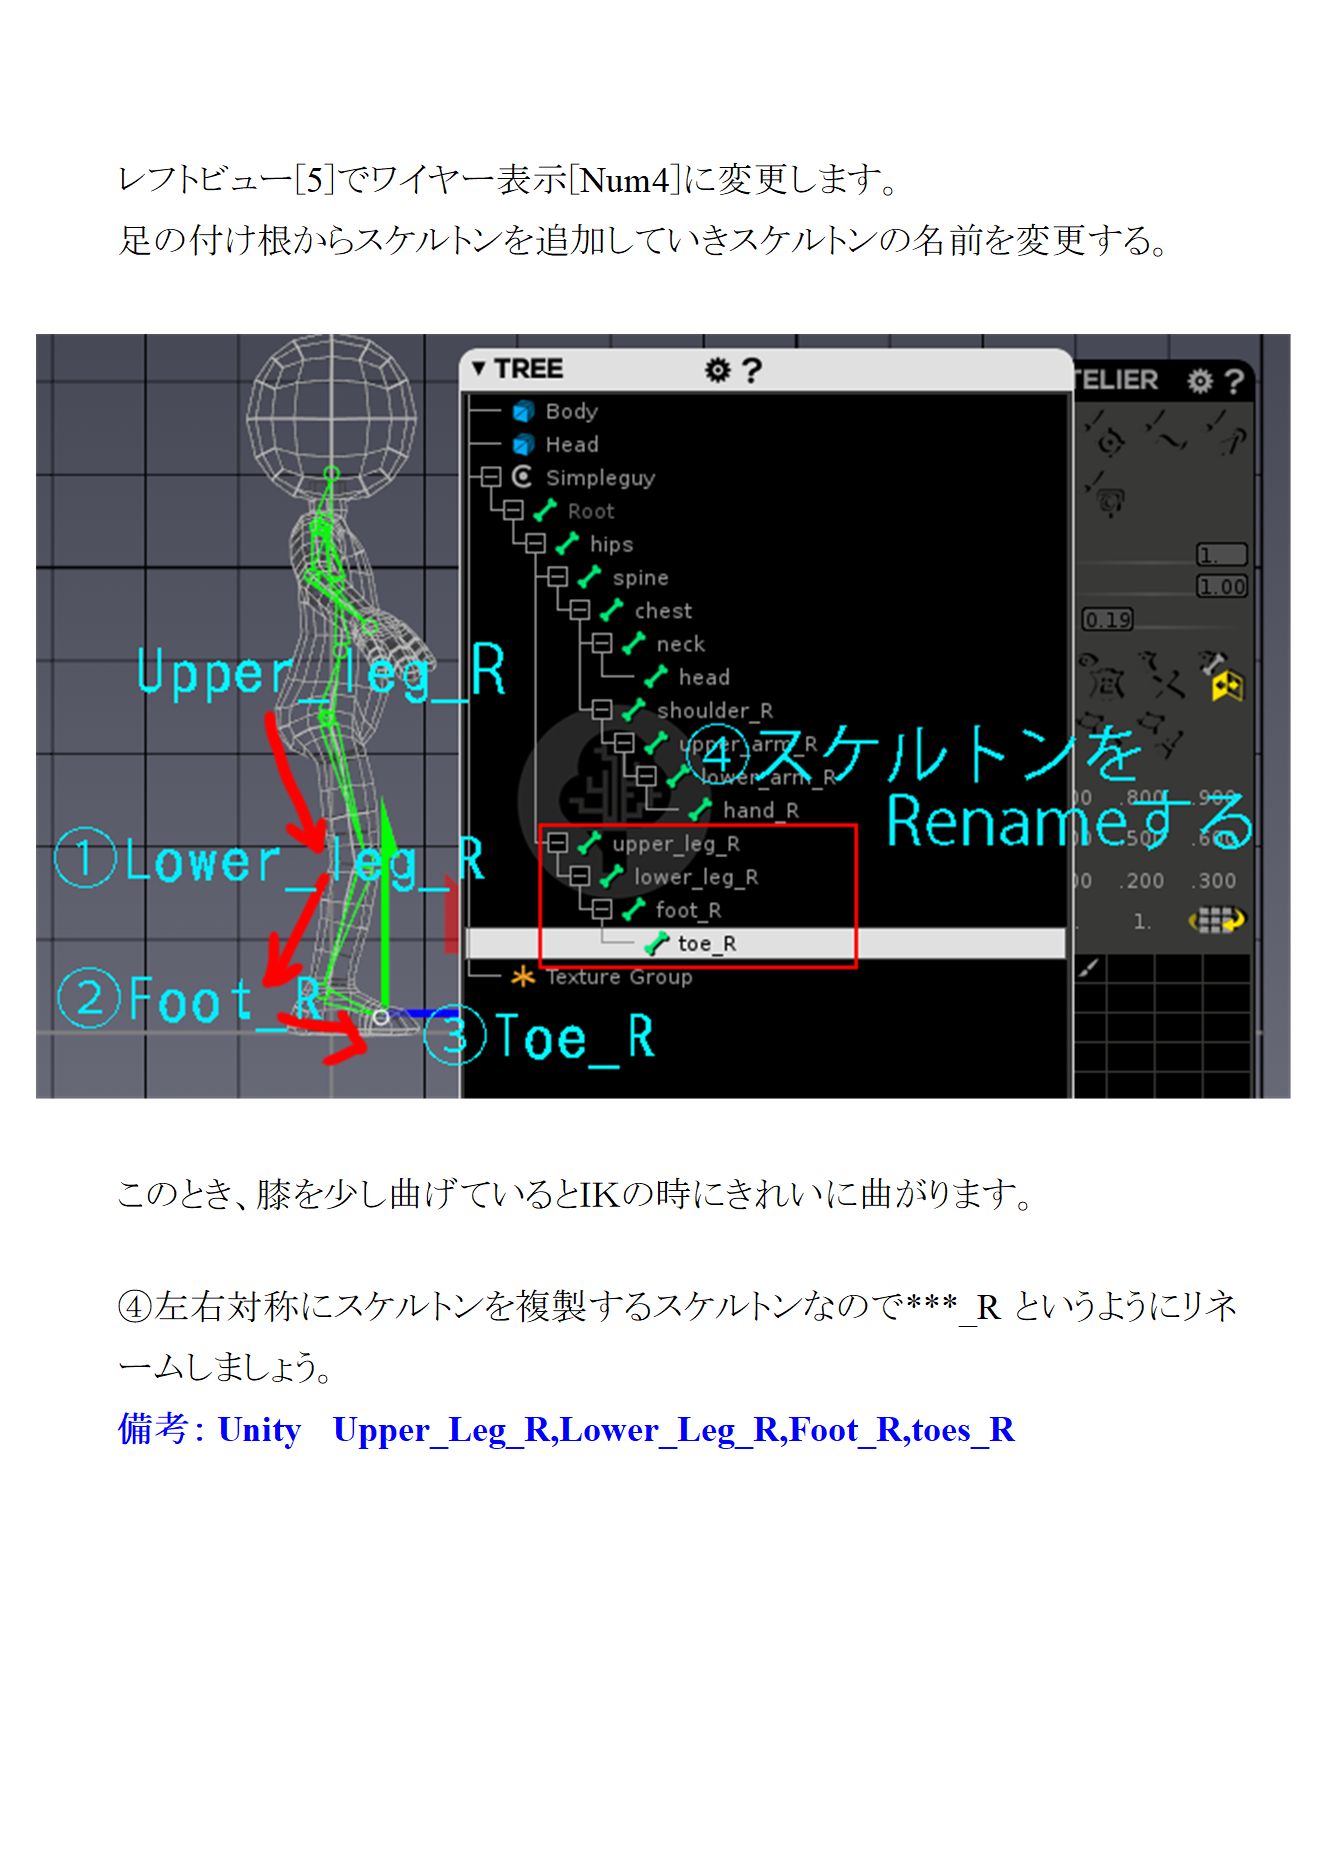 レフトビュー[5]でワイヤー表示[Num4]に変更します。
足の付け根からスケルトンを追加していきスケルトンの名前を変更する。
▼ TREE
?
TELIER
?
Body
Head
Simpleguy
Root
hips
spine
chest
neck
head
shoulder_R
upper_arm_R
lower_arm_R
hand_R
upper_leg_R
lower_leg_R
foot_R
toe_R
Texture Group
1.
1.00
0.19
.800 .900
.500 .600
.200 .300
1.
Upper_leg_R
①Lower_leg_R
②Foot_R
③Toe_R
④スケルトンを
Renameする
このとき、膝を少し曲げているとIKの時にきれいに曲がります。
④左右対称にスケルトンを複製するスケルトンなので***_R というようにリネ
ームしましょう。
備考： Unity　Upper_Leg_R,Lower_Leg_R,Foot_R,toes_R